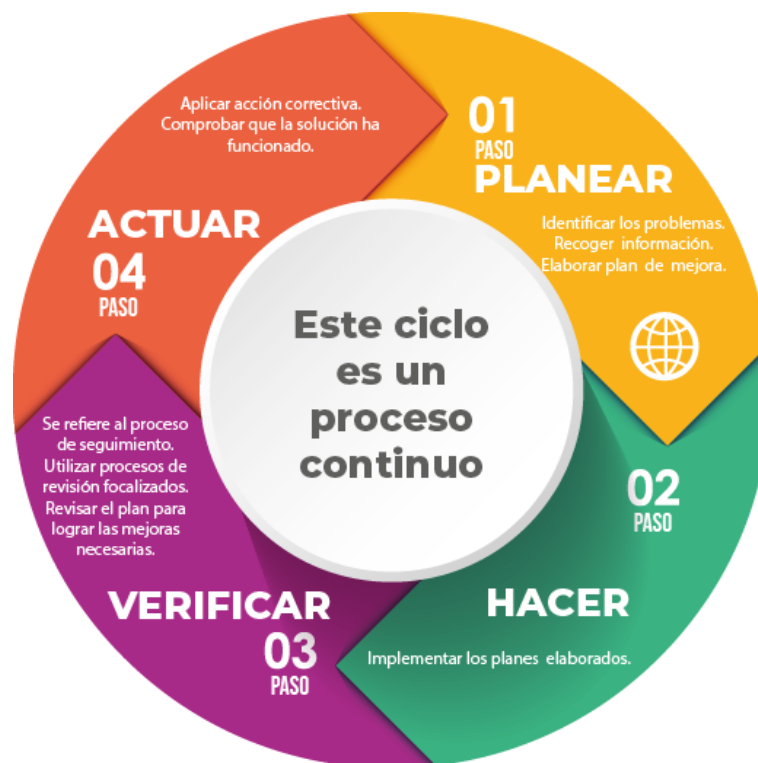 01
PASO
PLANEAR
Identificar los problemas.
Recoger información.
Elaborar plan de mejora.
02
PASO
HACER
Implementar los planes elaborados.
VERIFICAR
03
PASO
Se refiere al proceso
de seguimiento.
Utilizar procesos de
revisión focalizados.
Revisar el plan para
lograr las mejoras
necesarias.
ACTUAR
04
PASO
Aplicar acción correctiva.
Comprobar que la solución ha
funcionado.
Este ciclo
es un
proceso
continuo